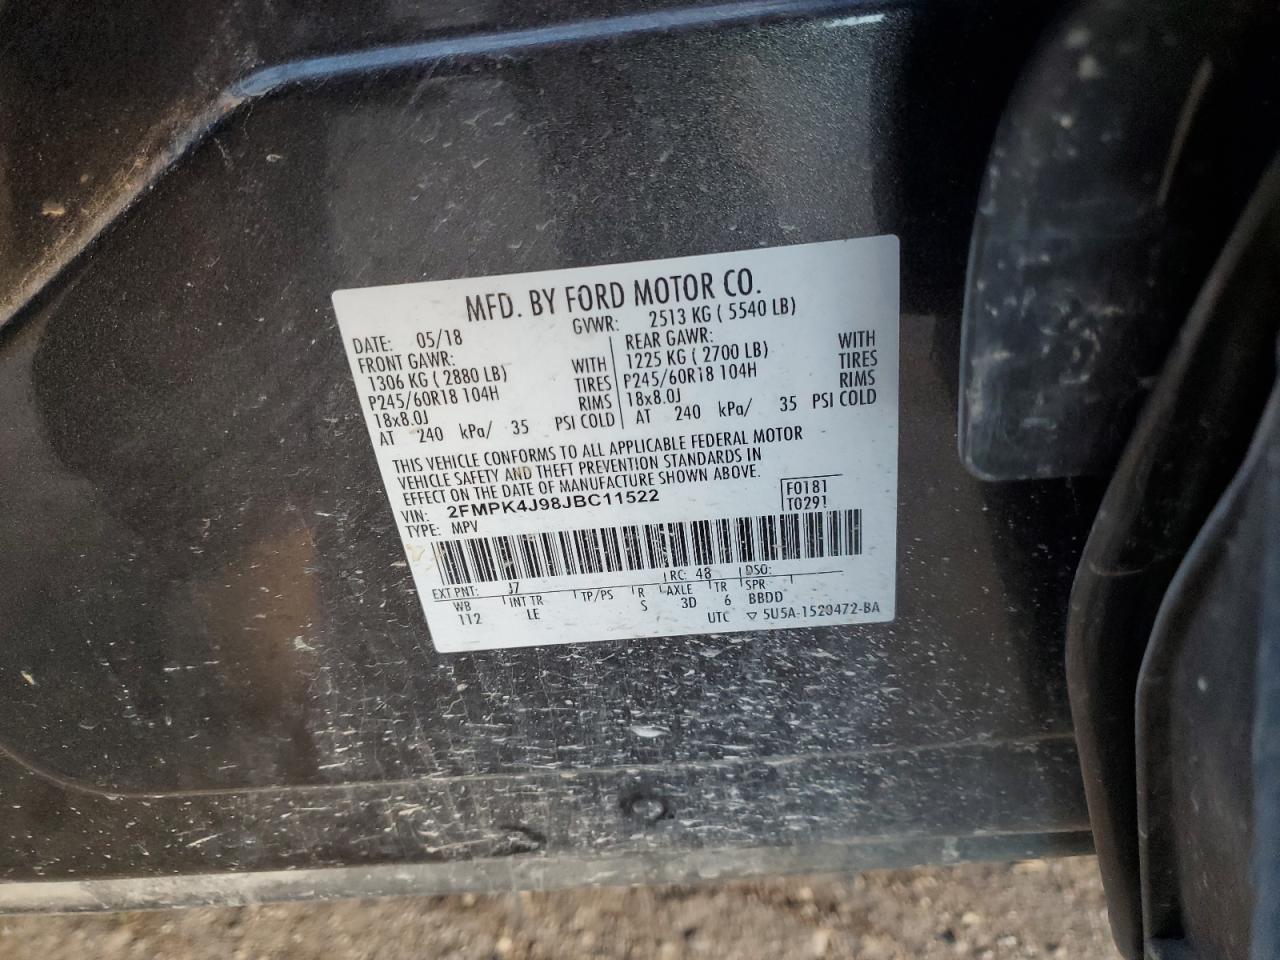 MFD. BY FORD MOTOR CO.
DATE: 05/18 GVWR: 2513 KG ( 5540 LB)
FRONT GAWR: REAR GAWR:
1306 KG ( 2880 LB) WITH 1225 KG ( 2700 LB) WITH
P245/60R18 104H TIRES P245/60R18 104H TIRES
18x8.0J RIMS 18x8.0J RIMS
AT 240 kPa/ 35 PSI COLD AT 240 kPa/ 35 PSI COLD
THIS VEHICLE CONFORMS TO ALL APPLICABLE FEDERAL MOTOR
VEHICLE SAFETY AND THEFT PREVENTION STANDARDS IN
EFFECT ON THE DATE OF MANUFACTURE SHOWN ABOVE.
VIN: 2FMPK4J98JBC11522 F0181
TYPE: MPV T0291
EXT PNT: J7 RC: 48 DSO:
WB INT TR TP/PS R AXLE TR SPR
112 LE S 3D 6 BBDD
UTC ▽ 5U5A-1520472-BA